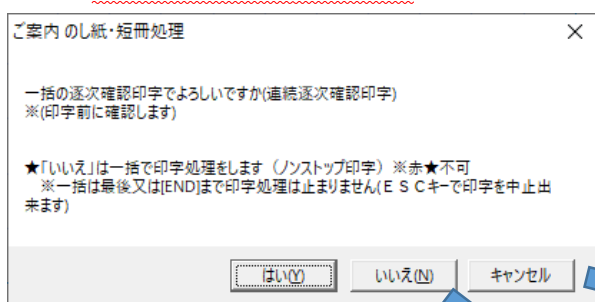 ご案内 のし紙・短冊処理
一括の逐次確認印字でよろしいですか(連続逐次確認印字)
※(印字前に確認します)
★「いいえ」は一括で印字処理をします（ノンストップ印字）※赤★不可
※一括は最後又は[END]まで印字処理は止まりません(ＥＳＣキｰで印字を中止出
来ます)
はい(Y) いいえ(N) キャンセル